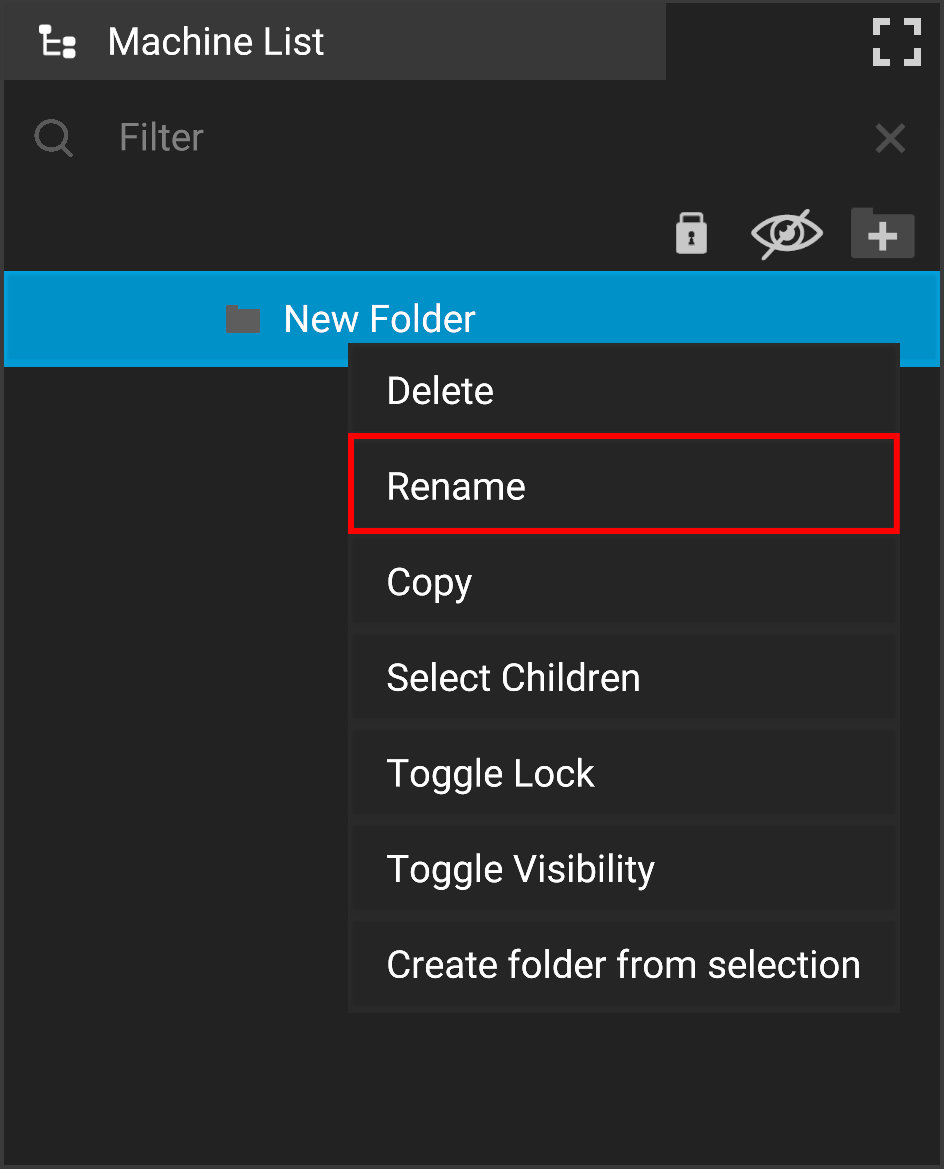 Machine List
Filter
New Folder
Delete
Rename
Copy
Select Children
Toggle Lock
Toggle Visibility
Create folder from selection